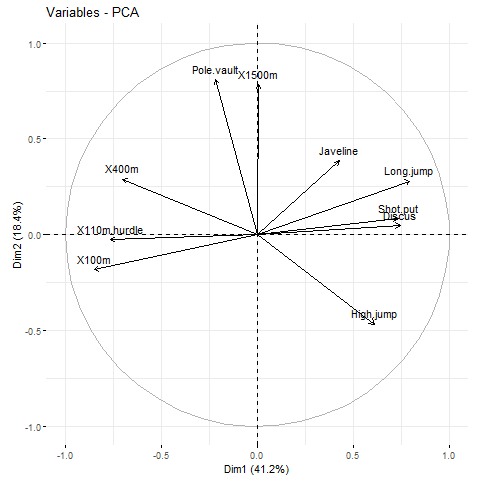 Variables - PCA
1.0
Pole.vault
X1500m
0.5
Javeline
X400m
Long.jump
Shot.put
Discus
X110m.hurdle
0.0
X100m
Dim2 (18.4%)
High.jump
-0.5
-1.0
-1.0
-0.5
0.0
0.5
1.0
Dim1 (41.2%)